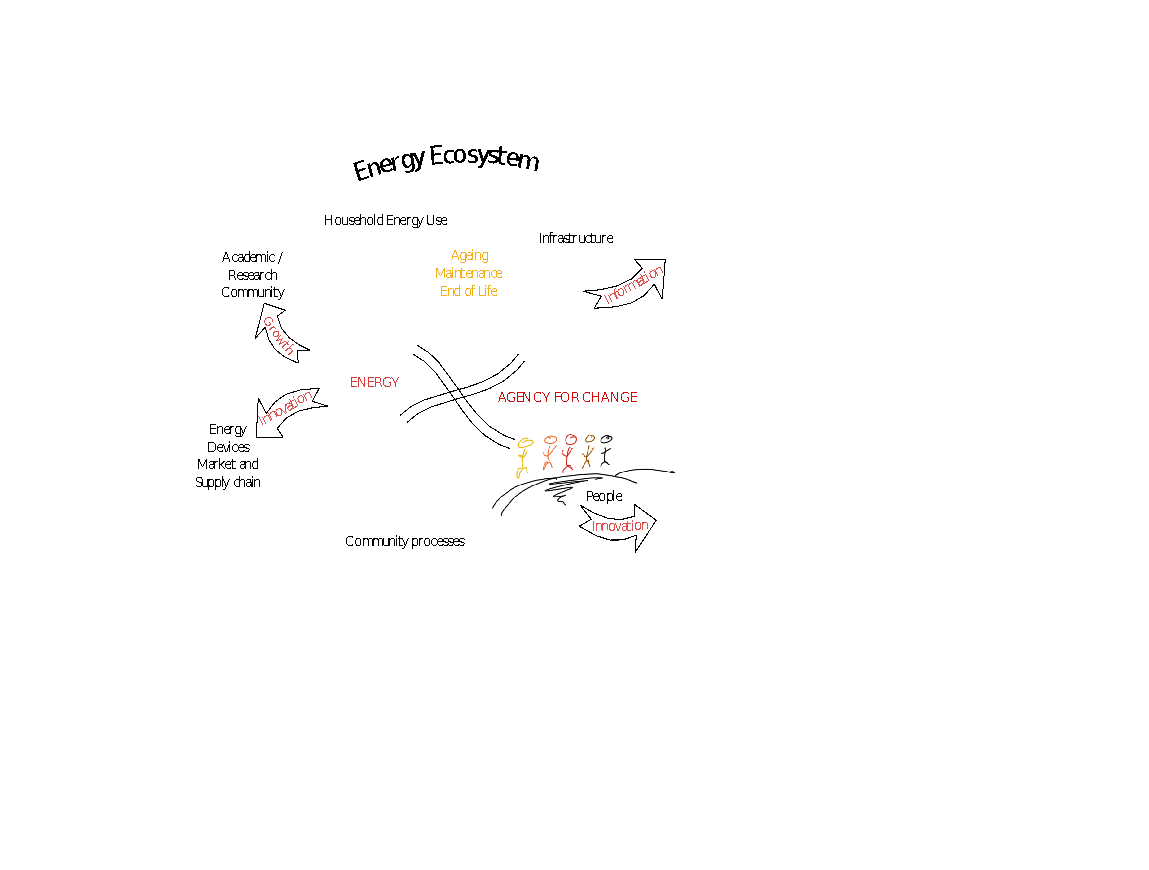 Energy Ecosystem
Household Energy Use
Infrastructure
Academic /
Research
Community
Ageing
Maintenance
End of Life
Information
Growth
ENERGY
AGENCY FOR CHANGE
Innovation
Energy
Devices
Market and
Supply chain
People
Innovation
Community processes